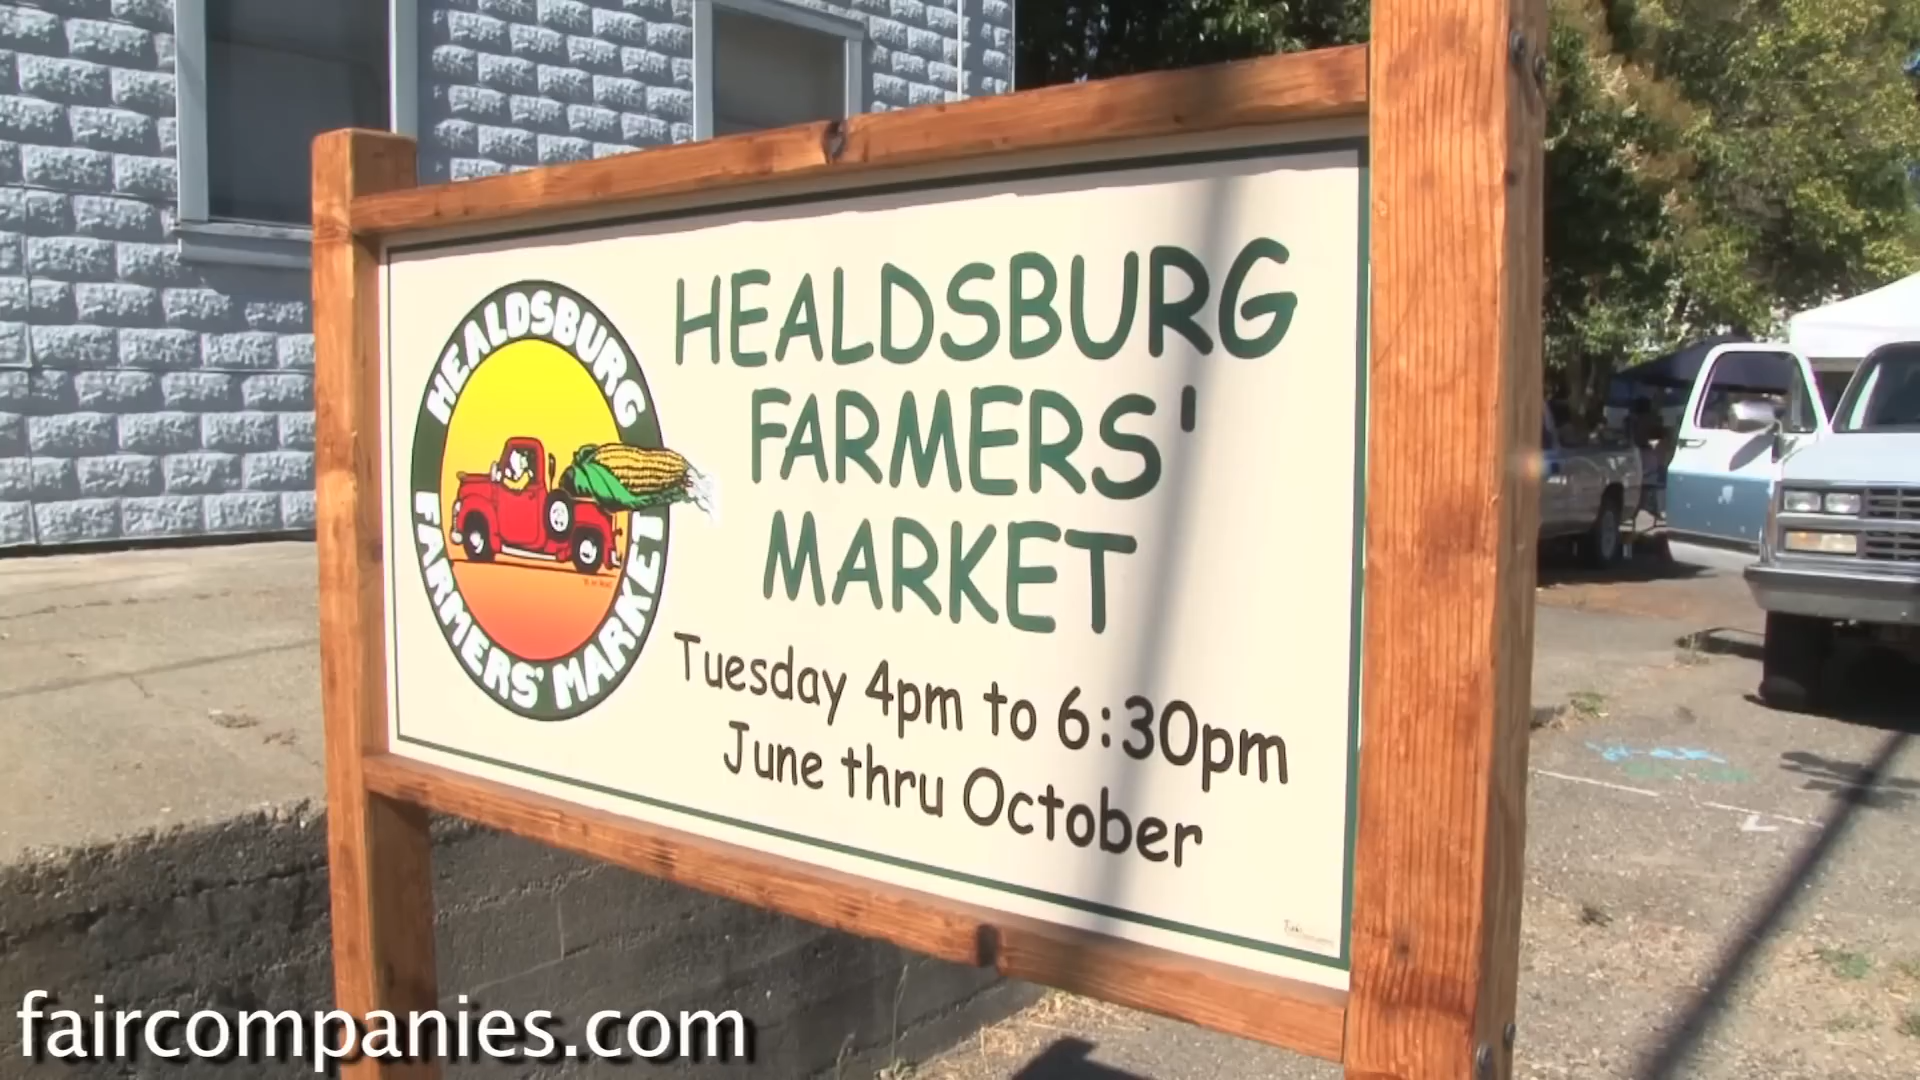 HEALDSBURG
FARMERS' MARKET
HEALDSBURG
FARMERS'
MARKET
Tuesday 4pm to 6:30pm
June thru October
faircompanies.com